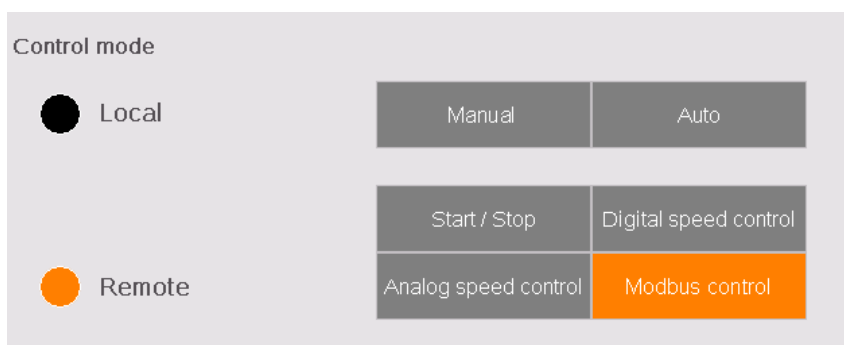 Control mode
Local
Manual
Auto
Start / Stop
Digital speed control
Remote
Analog speed control
Modbus control